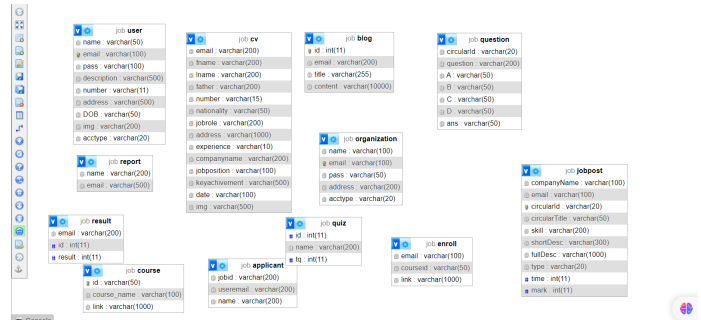 job user
name : varchar(50)
email : varchar(100)
pass : varchar(100)
description : varchar(500)
number : varchar(11)
address : varchar(500)
DOB : varchar(50)
img : varchar(200)
acctype : varchar(20)
job cv
email : varchar(200)
fname : varchar(200)
lname : varchar(200)
father : varchar(200)
number : varchar(15)
nationality : varchar(50)
jobrole : varchar(200)
address : varchar(1000)
experience : varchar(10)
companyname : varchar(200)
jobposition : varchar(100)
keyachivement : varchar(500)
date : varchar(100)
img : varchar(500)
job blog
id : int(11)
email : varchar(200)
title : varchar(255)
content : varchar(10000)
job question
circularId : varchar(20)
question : varchar(200)
A : varchar(50)
B : varchar(50)
C : varchar(50)
D : varchar(50)
ans : varchar(50)
job organization
name : varchar(100)
email : varchar(100)
pass : varchar(50)
address : varchar(200)
acctype : varchar(20)
job report
name : varchar(200)
email : varchar(500)
job jobpost
companyName : varchar(100)
email : varchar(100)
circularId : varchar(20)
circularTitle : varchar(50)
skill : varchar(200)
shortDesc : varchar(300)
fullDesc : varchar(1000)
type : varchar(20)
time : int(11)
mark : int(11)
job result
email : varchar(200)
id : int(11)
result : int(11)
job quiz
id : int(11)
name : varchar(200)
tq : int(11)
job enroll
email : varchar(100)
courseid : varchar(50)
link : varchar(1000)
job course
id : varchar(50)
course_name : varchar(100)
link : varchar(1000)
job applicant
jobid : varchar(200)
useremail : varchar(200)
name : varchar(200)
Console